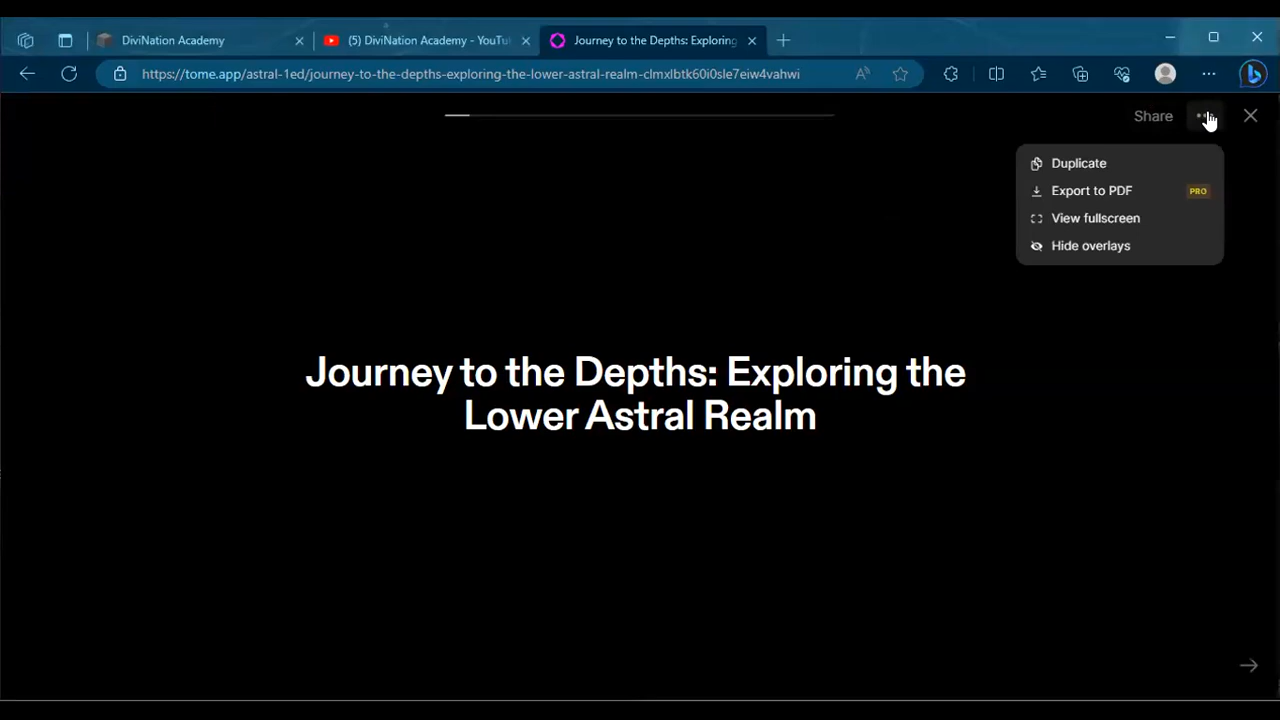 DiviNation Academy
(5) DiviNation Academy - YouTu
Journey to the Depths: Exploring
https://tome.app/astral-1ed/journey-to-the-depths-exploring-the-lower-astral-realm-clmxlbtk60i0sle7eiw4vahwi
Share
Duplicate
Export to PDF PRO
View fullscreen
Hide overlays
Journey to the Depths: Exploring the
Lower Astral Realm